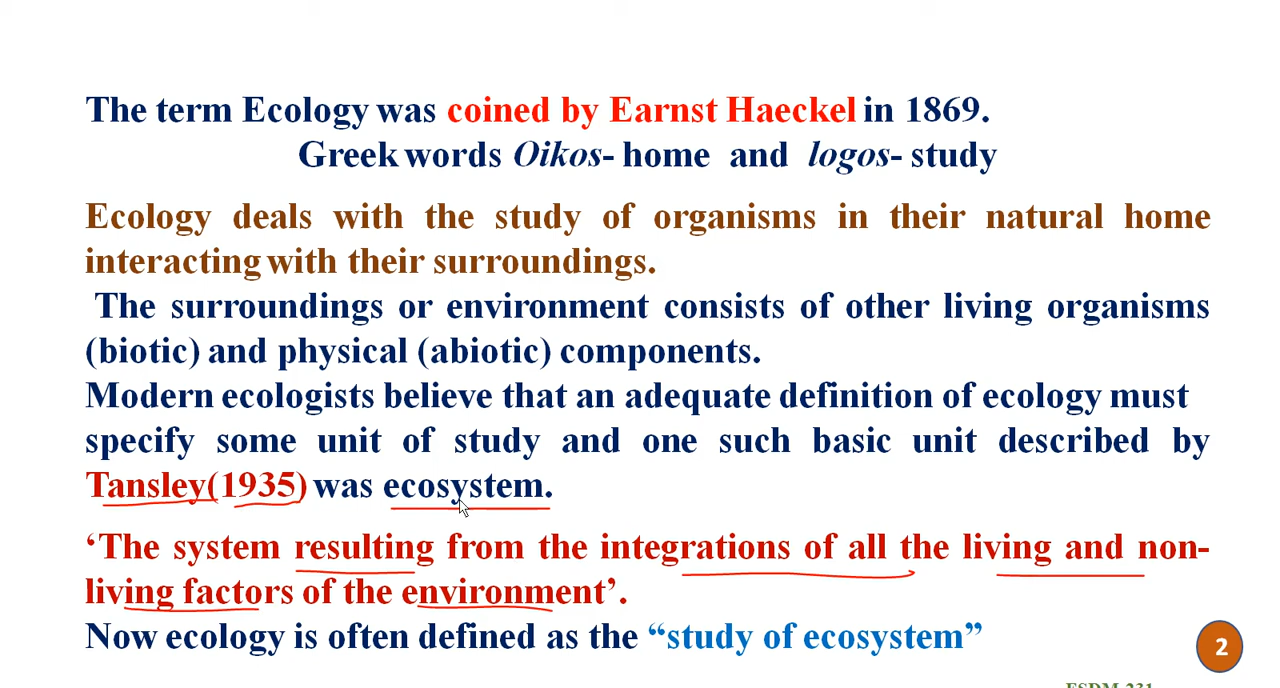 The term Ecology was coined by Earnst Haeckel in 1869.
Greek words Oikos- home and logos- study
Ecology deals with the study of organisms in their natural home
interacting with their surroundings.
The surroundings or environment consists of other living organisms
(biotic) and physical (abiotic) components.
Modern ecologists believe that an adequate definition of ecology must
specify some unit of study and one such basic unit described by
Tansley(1935) was ecosystem.
‘The system resulting from the integrations of all the living and non-
living factors of the environment’.
Now ecology is often defined as the “study of ecosystem”
2